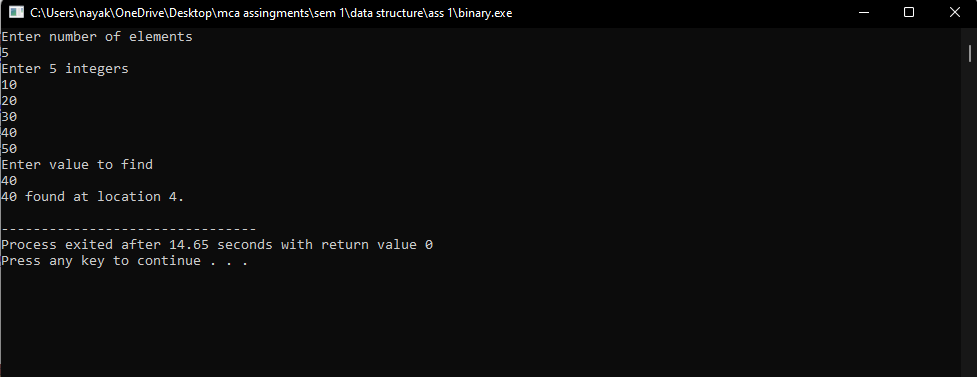 C:\Users\nayak\OneDrive\Desktop\mca assingments\sem 1\data structure\ass 1\binary.exe
Enter number of elements
5
Enter 5 integers
10
20
30
40
50
Enter value to find
40
40 found at location 4.
--------------------------------
Process exited after 14.65 seconds with return value 0
Press any key to continue . . .